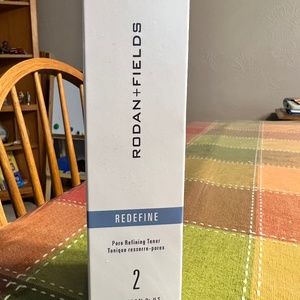 RODAN+FIELDS
REDEFINE
Pore Refining Toner
Tonique resserre-pores
2